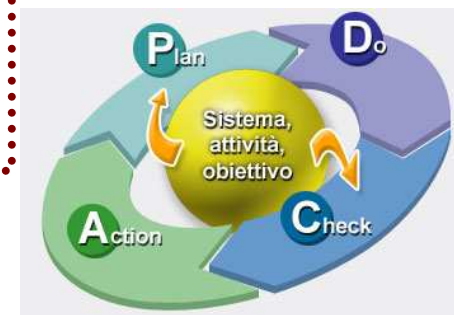 Plan
Do
Sistema,
attività,
obiettivo
Action
Check